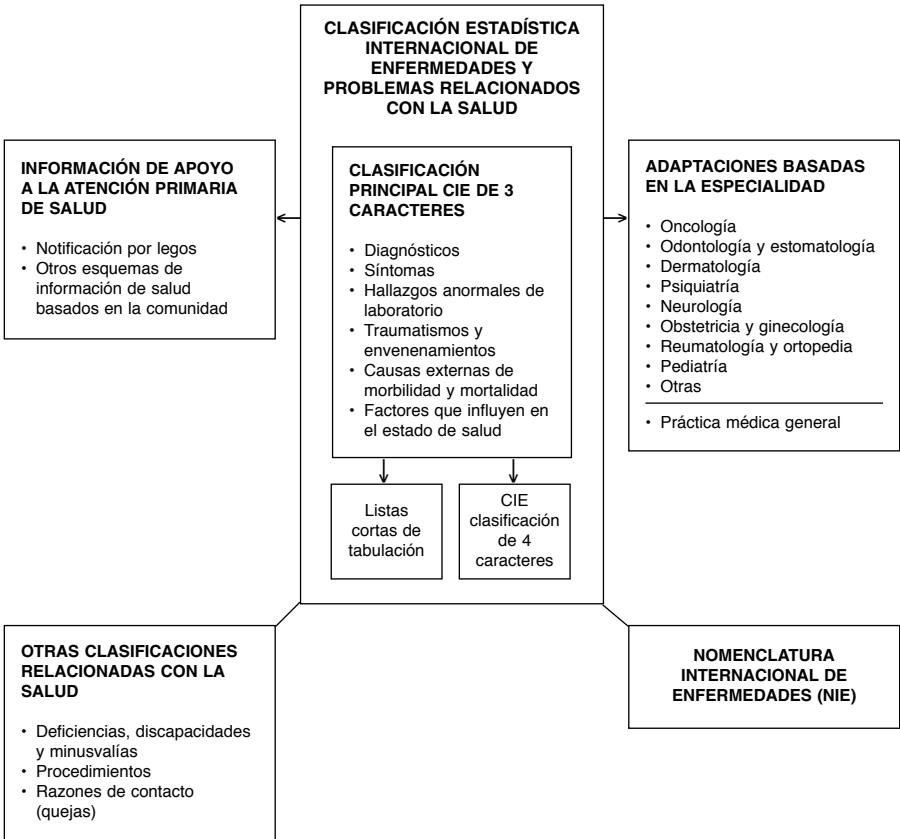 CLASIFICACIÓN ESTADÍSTICA
INTERNACIONAL DE
ENFERMEDADES Y
PROBLEMAS RELACIONADOS
CON LA SALUD
INFORMACIÓN DE APOYO
A LA ATENCIÓN PRIMARIA
DE SALUD
• Notificación por legos
• Otros esquemas de
información de salud
basados en la comunidad
CLASIFICACIÓN
PRINCIPAL CIE DE 3
CARACTERES
• Diagnósticos
• Síntomas
• Hallazgos anormales de
laboratorio
• Traumatismos y
envenenamientos
• Causas externas de
morbilidad y mortalidad
• Factores que influyen en
el estado de salud
ADAPTACIONES BASADAS
EN LA ESPECIALIDAD
• Oncología
• Odontología y estomatología
• Dermatología
• Psiquiatría
• Neurología
• Obstetricia y ginecología
• Reumatología y ortopedia
• Pediatría
• Otras
• Práctica médica general
Listas
cortas de
tabulación
CIE
clasificación
de 4
caracteres
OTRAS CLASIFICACIONES
RELACIONADAS CON LA
SALUD
• Deficiencias, discapacidades
y minusvalías
• Procedimientos
• Razones de contacto
(quejas)
NOMENCLATURA
INTERNACIONAL DE
ENFERMEDADES (NIE)